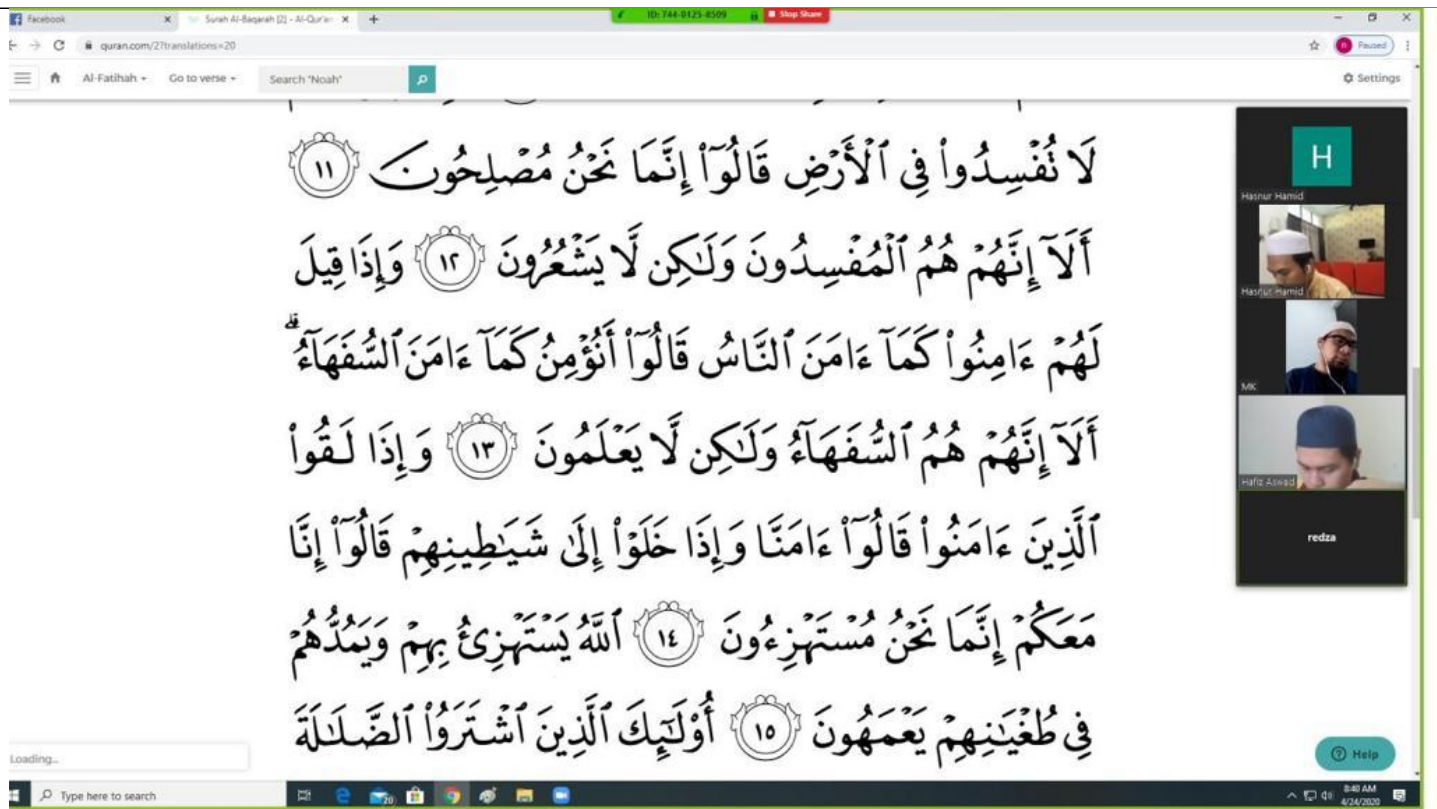 Facebook
Surah Al-Baqarah [2] - Al-Qur'an
ID: 744-0125-8509
Stop Share
quran.com/2?translations=20
Paused
Al-Fatihah
Go to verse
Search "Noah"
Settings
لَا تُفْسِدُوا۟ فِى ٱلْأَرْضِ قَالُوٓا۟ إِنَّمَا نَحْنُ مُصْلِحُونَ ١١
أَلَآ إِنَّهُمْ هُمُ ٱلْمُفْسِدُونَ وَلَـٰكِن لَّا يَشْعُرُونَ ١٢ وَإِذَا قِيلَ
لَهُمْ ءَامِنُوا۟ كَمَآ ءَامَنَ ٱلنَّاسُ قَالُوٓا۟ أَنُؤْمِنُ كَمَآ ءَامَنَ ٱلسُّفَهَآءُ ۗ
أَلَآ إِنَّهُمْ هُمُ ٱلسُّفَهَآءُ وَلَـٰكِن لَّا يَعْلَمُونَ ١٣ وَإِذَا لَقُوا۟
ٱلَّذِينَ ءَامَنُوا۟ قَالُوٓا۟ ءَامَنَّا وَإِذَا خَلَوْا۟ إِلَىٰ شَيَـٰطِينِهِمْ قَالُوٓا۟ إِنَّا
مَعَكُمْ إِنَّمَا نَحْنُ مُسْتَهْزِءُونَ ١٤ ٱللَّهُ يَسْتَهْزِئُ بِهِمْ وَيَمُدُّهُمْ
فِى طُغْيَـٰنِهِمْ يَعْمَهُونَ ١٥ أُو۟لَـٰٓئِكَ ٱلَّذِينَ ٱشْتَرَوُا۟ ٱلضَّلَـٰلَةَ
H
Hasnur Hamid
Hasnur Hamid
MK
Hafiz Aswad
redza
Help
Loading...
Type here to search
20
8:40 AM
4/24/2020